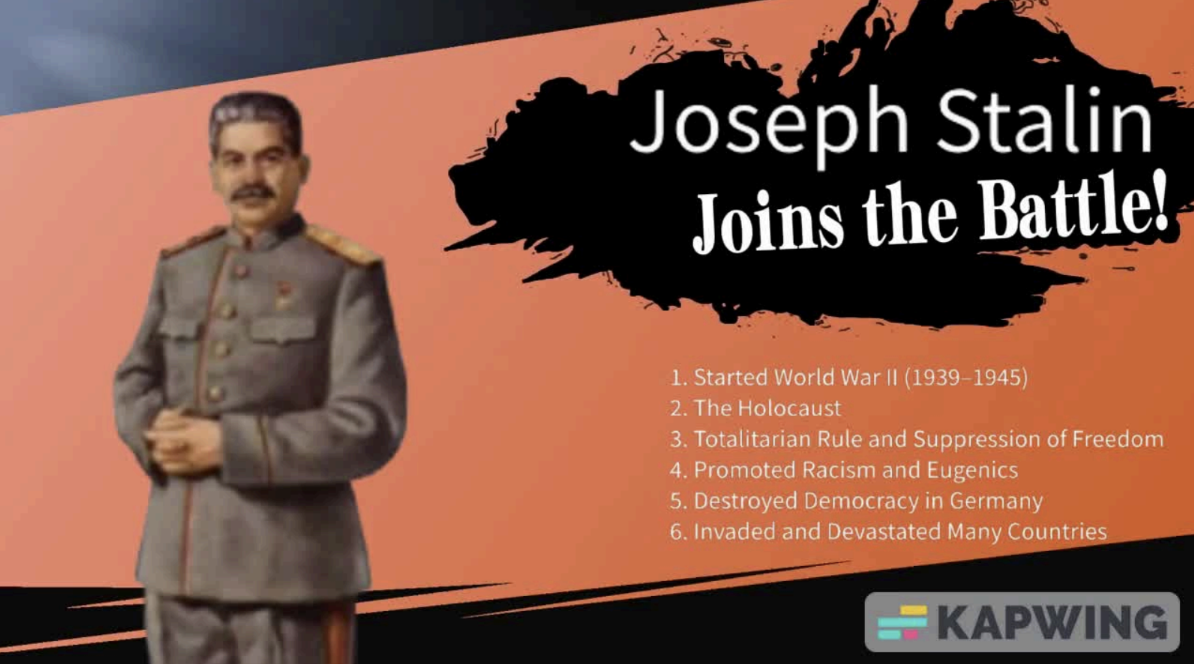 Joseph Stalin
Joins the Battle!
1. Started World War II (1939–1945)
2. The Holocaust
3. Totalitarian Rule and Suppression of Freedom
4. Promoted Racism and Eugenics
5. Destroyed Democracy in Germany
6. Invaded and Devastated Many Countries
KAPWING